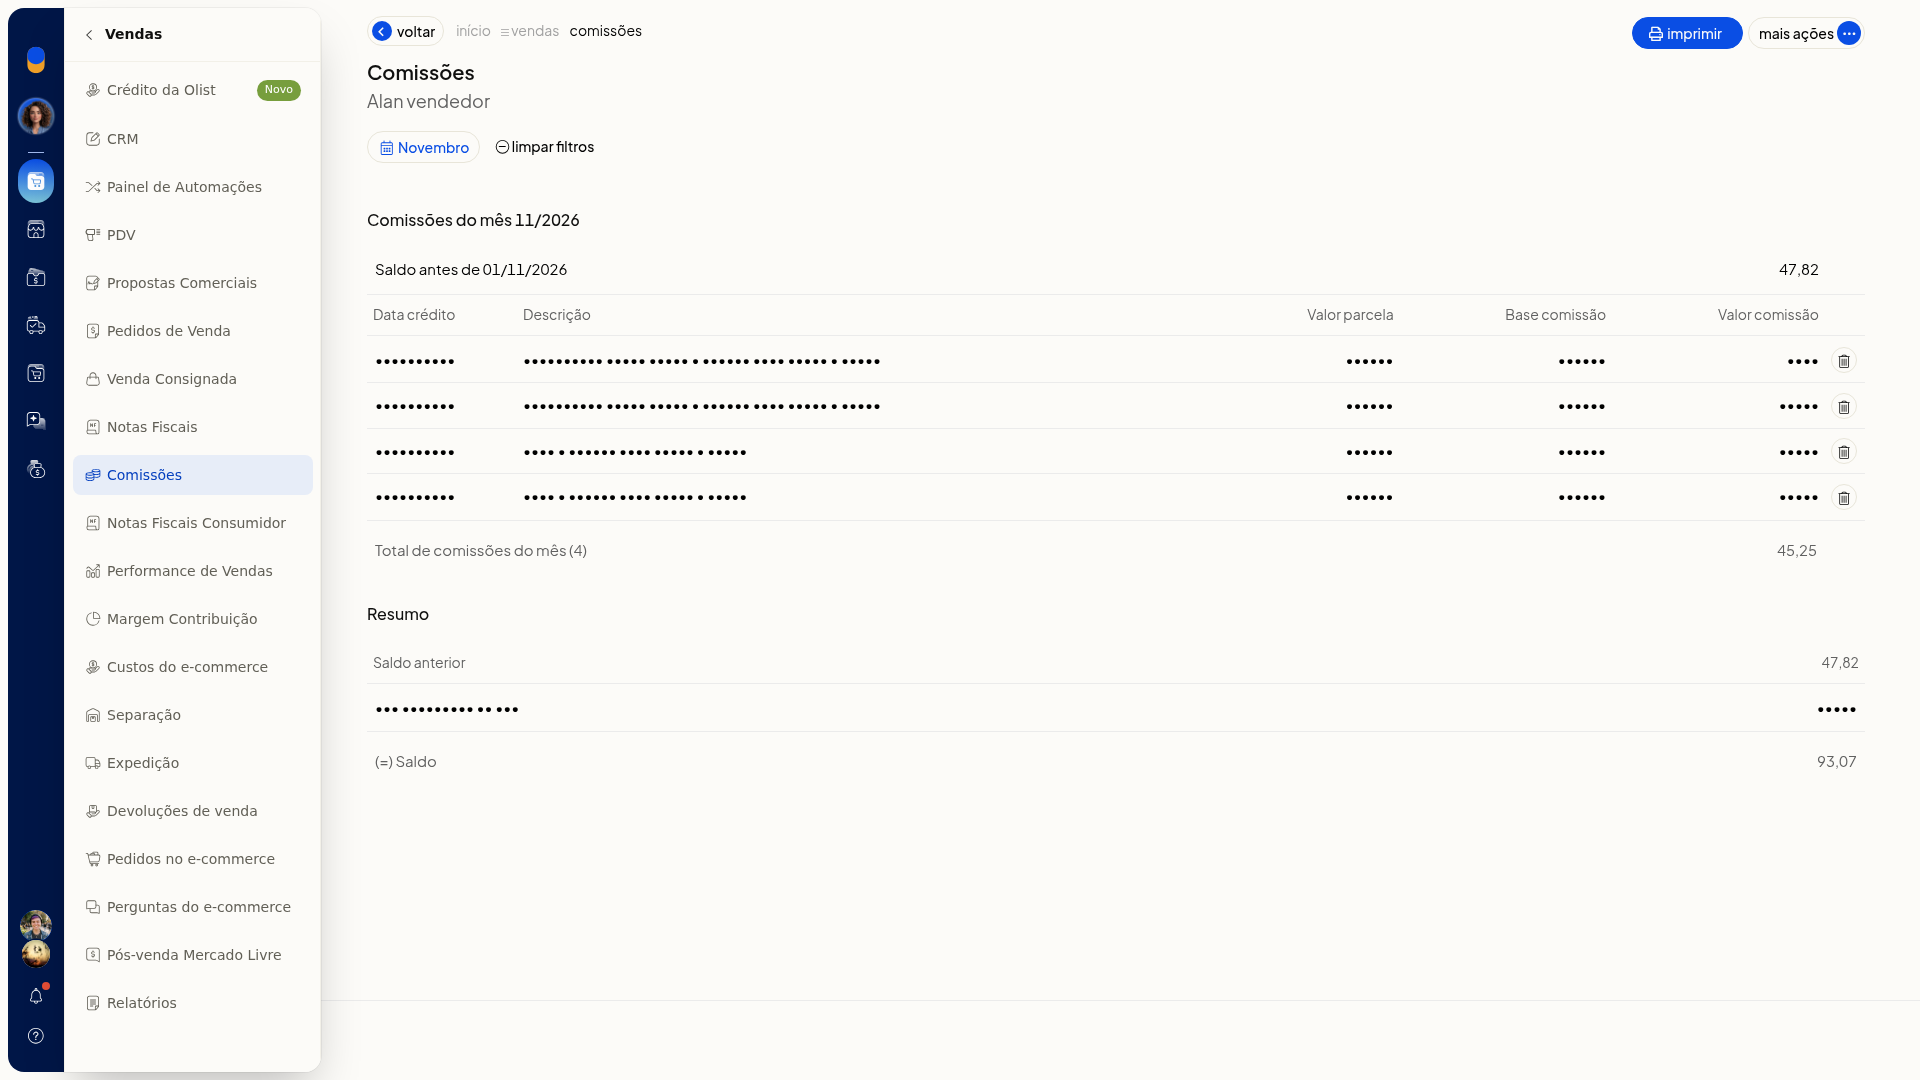 Vendas
Crédito da Olist
Novo
CRM
Painel de Automações
PDV
Propostas Comerciais
Pedidos de Venda
Venda Consignada
Notas Fiscais
Comissões
Notas Fiscais Consumidor
Performance de Vendas
Margem Contribuição
Custos do e-commerce
Separação
Expedição
Devoluções de venda
Pedidos no e-commerce
Perguntas do e-commerce
Pós-venda Mercado Livre
Relatórios
voltar início vendas comissões
imprimir mais ações
Comissões
Alan vendedor
Novembro limpar filtros
Comissões do mês 11/2026
Saldo antes de 01/11/2026 47,82
Data crédito Descrição Valor parcela Base comissão Valor comissão
•••••••••• •••••••••• ••••• ••••• • •••••• •••• ••••• • ••••• •••••• •••••• ••••
•••••••••• •••••••••• ••••• ••••• • •••••• •••• ••••• • ••••• •••••• •••••• •••••
•••••••••• •••• • •••••• •••• ••••• • ••••• •••••• •••••• •••••
•••••••••• •••• • •••••• •••• ••••• • ••••• •••••• •••••• •••••
Total de comissões do mês (4) 45,25
Resumo
Saldo anterior 47,82
••• ••••••••• •• ••• •••••
(=) Saldo 93,07